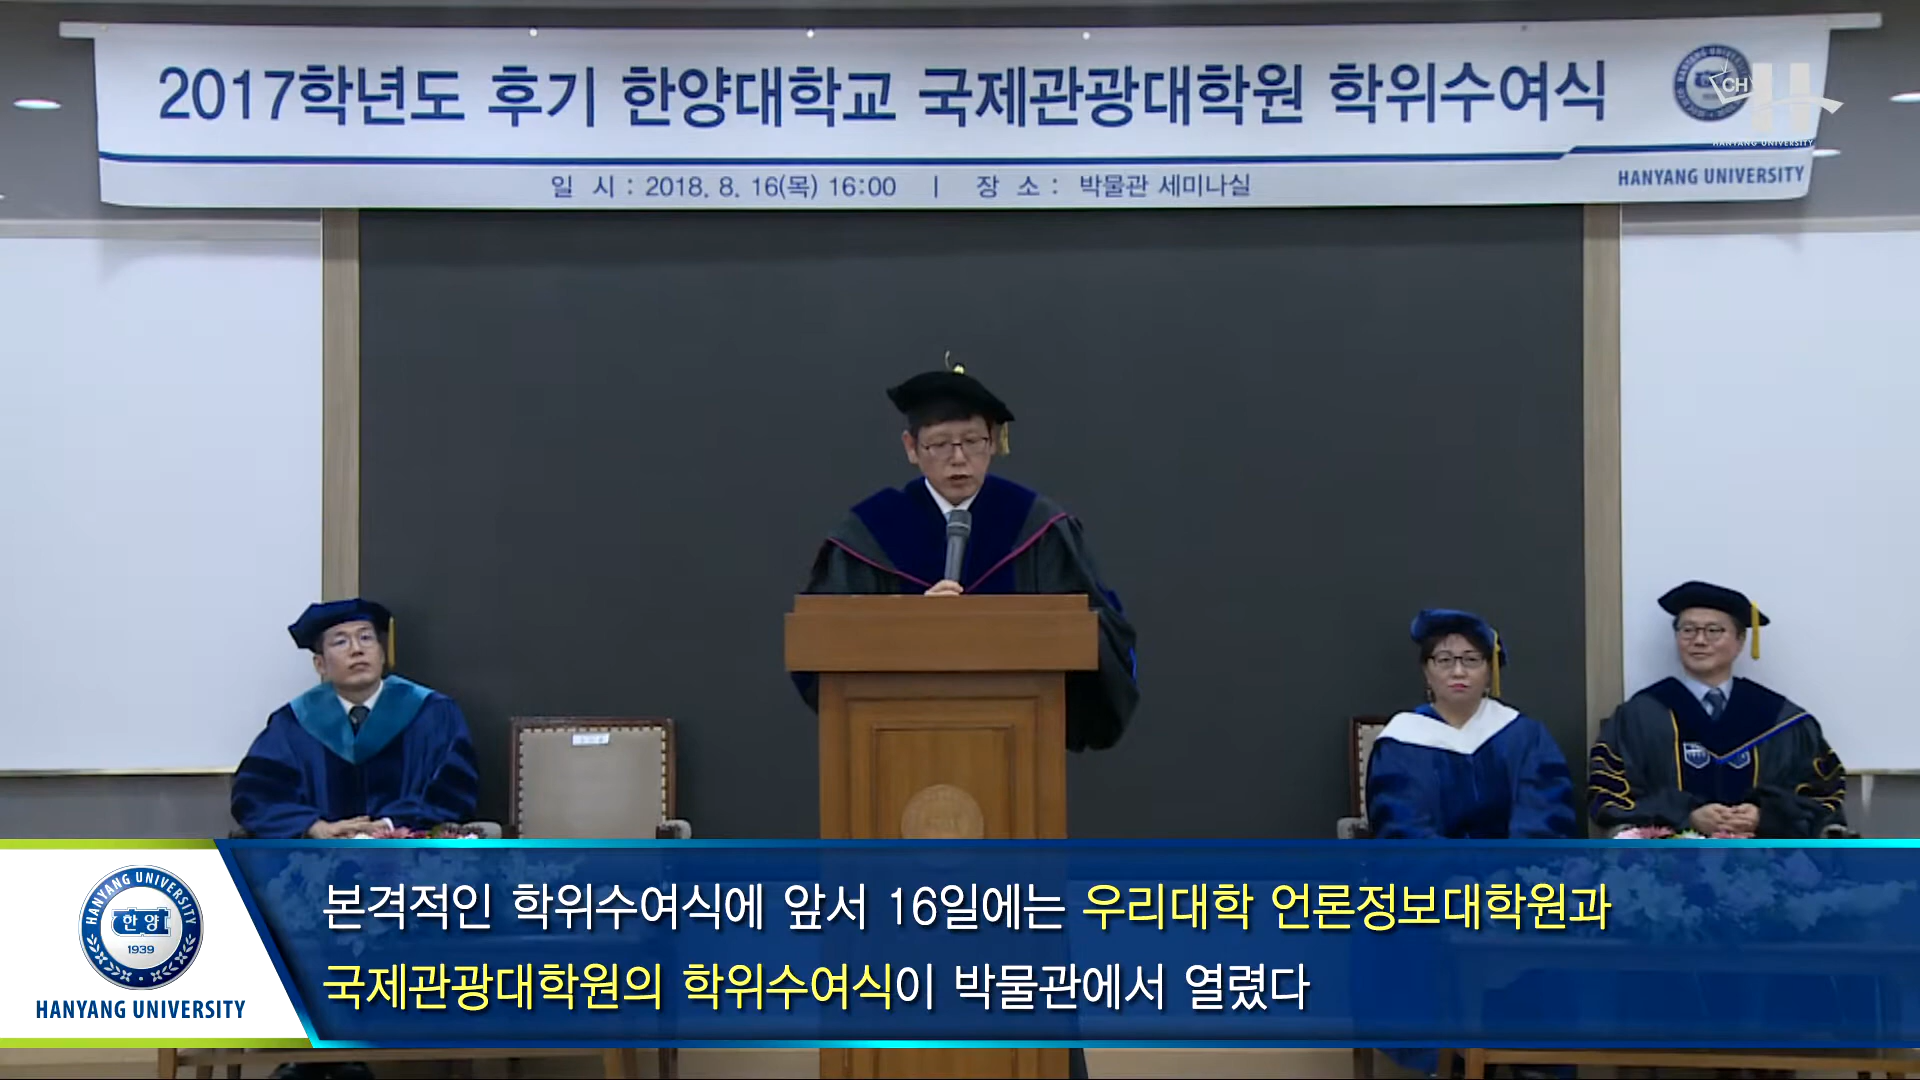 2017학년도 후기 한양대학교 국제관광대학원 학위수여식
일 시 : 2018. 8. 16(목) 16:00 | 장 소 : 박물관 세미나실
HANYANG UNIVERSITY
CH
HANYANG UNIVERSITY
본격적인 학위수여식에 앞서 16일에는 우리대학 언론정보대학원과
국제관광대학원의 학위수여식이 박물관에서 열렸다
HANYANG UNIVERSITY
한양
1939
HANYANG UNIVERSITY